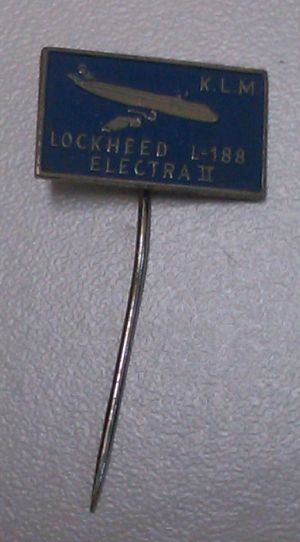 K.L.M
LOCKHEED L-188
ELECTRA II